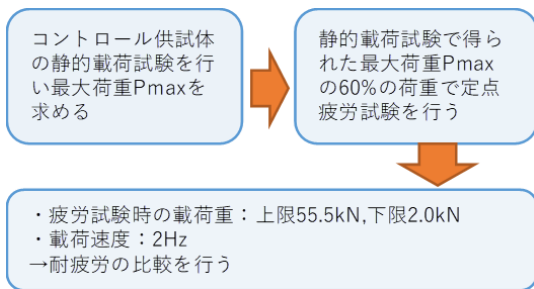 コントロール供試体
の静的載荷試験を行
い最大荷重Pmaxを
求める
静的載荷試験で得ら
れた最大荷重Pmax
の60%の荷重で定点
疲労試験を行う
・疲労試験時の載荷重：上限55.5kN,下限2.0kN
・載荷速度：2Hz
→耐疲労の比較を行う